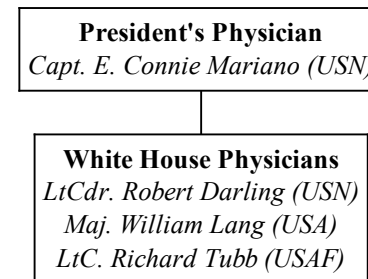 President's Physician
Capt. E. Connie Mariano (USN)
White House Physicians
LtCdr. Robert Darling (USN)
Maj. William Lang (USA)
LtC. Richard Tubb (USAF)